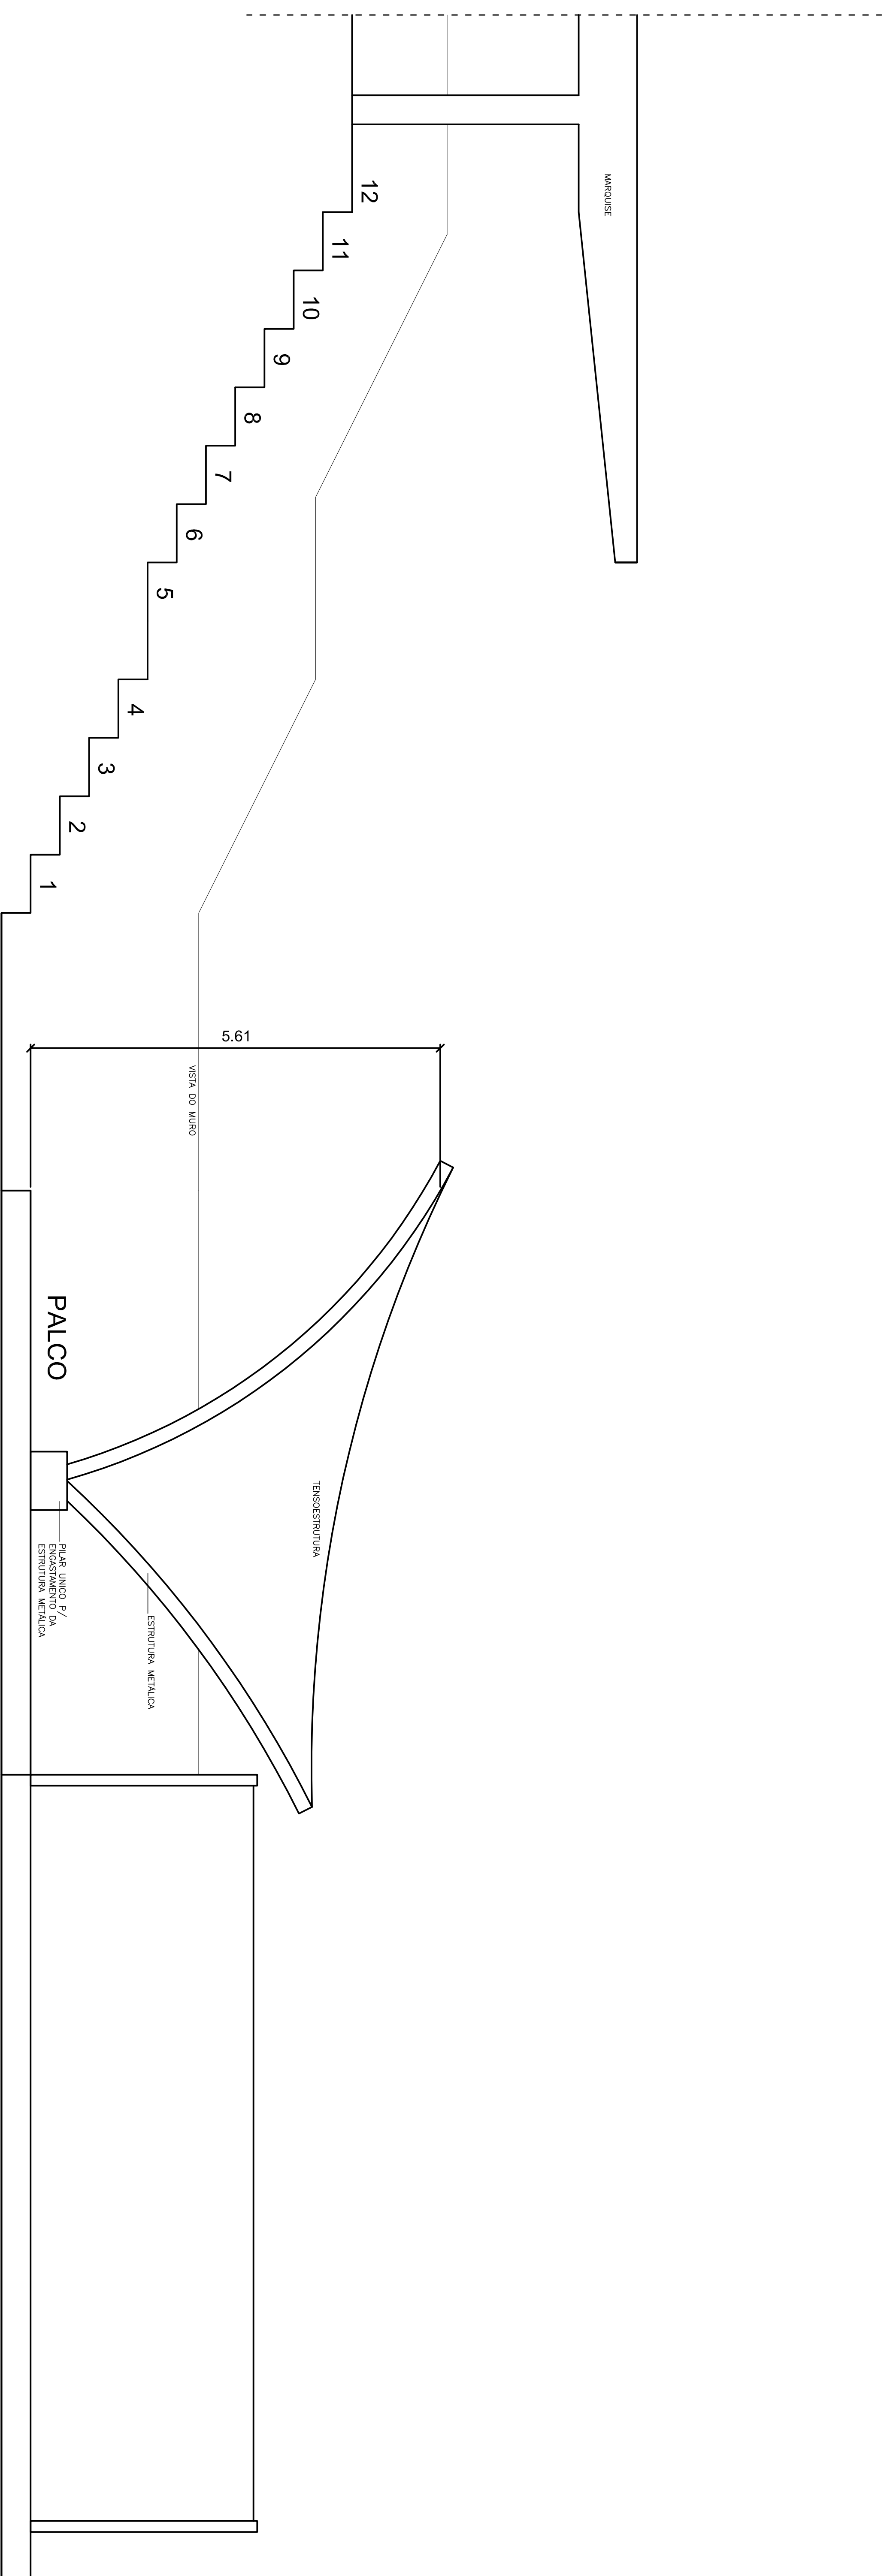 MARQUISE
12
11
10
9
8
7
6
5
4
3
2
1
5.61
VISTA DO MURO
PALCO
TENSOESTRUTURA
PILAR UNICO P/
ENGASTAMENTO DA
ESTRUTURA METÁLICA
ESTRUTURA METÁLICA